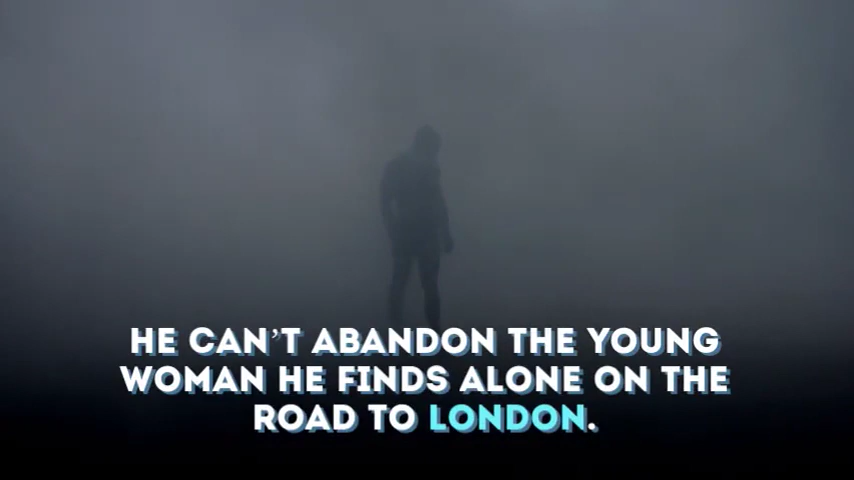 HE CAN'T ABANDON THE YOUNG
WOMAN HE FINDS ALONE ON THE
ROAD TO LONDON.